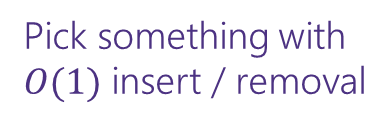 Pick something with
O(1) insert / removal